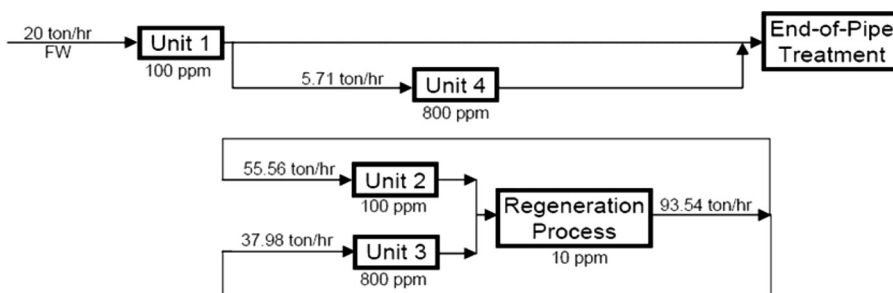 20 ton/hr
FW
Unit 1
100 ppm
End-of-Pipe
Treatment
5.71 ton/hr
Unit 4
800 ppm
55.56 ton/hr
Unit 2
100 ppm
Regeneration
Process
10 ppm
93.54 ton/hr
37.98 ton/hr
Unit 3
800 ppm